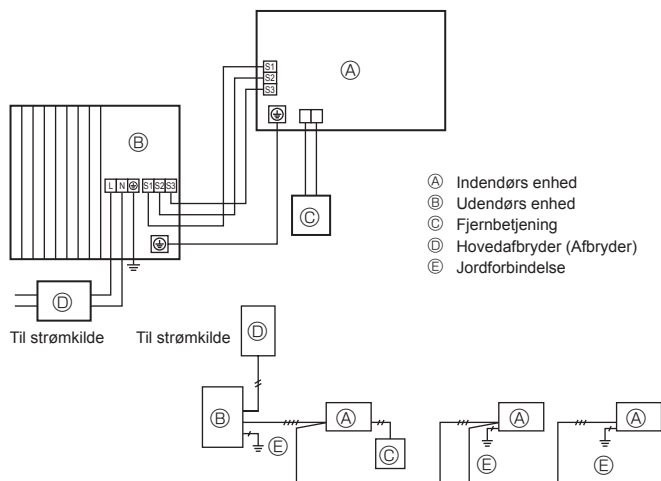 S1
S2
S3
Ⓐ
Ⓑ
L N S1 S2 S3
Ⓒ
Ⓐ Indendørs enhed
Ⓑ Udendørs enhed
Ⓒ Fjernbetjening
Ⓓ Hovedafbryder (Afbryder)
Ⓔ Jordforbindelse
Ⓓ
Til strømkilde
Til strømkilde
Ⓓ
Ⓑ
Ⓐ
Ⓐ
Ⓐ
Ⓔ
Ⓒ
Ⓔ
Ⓔ